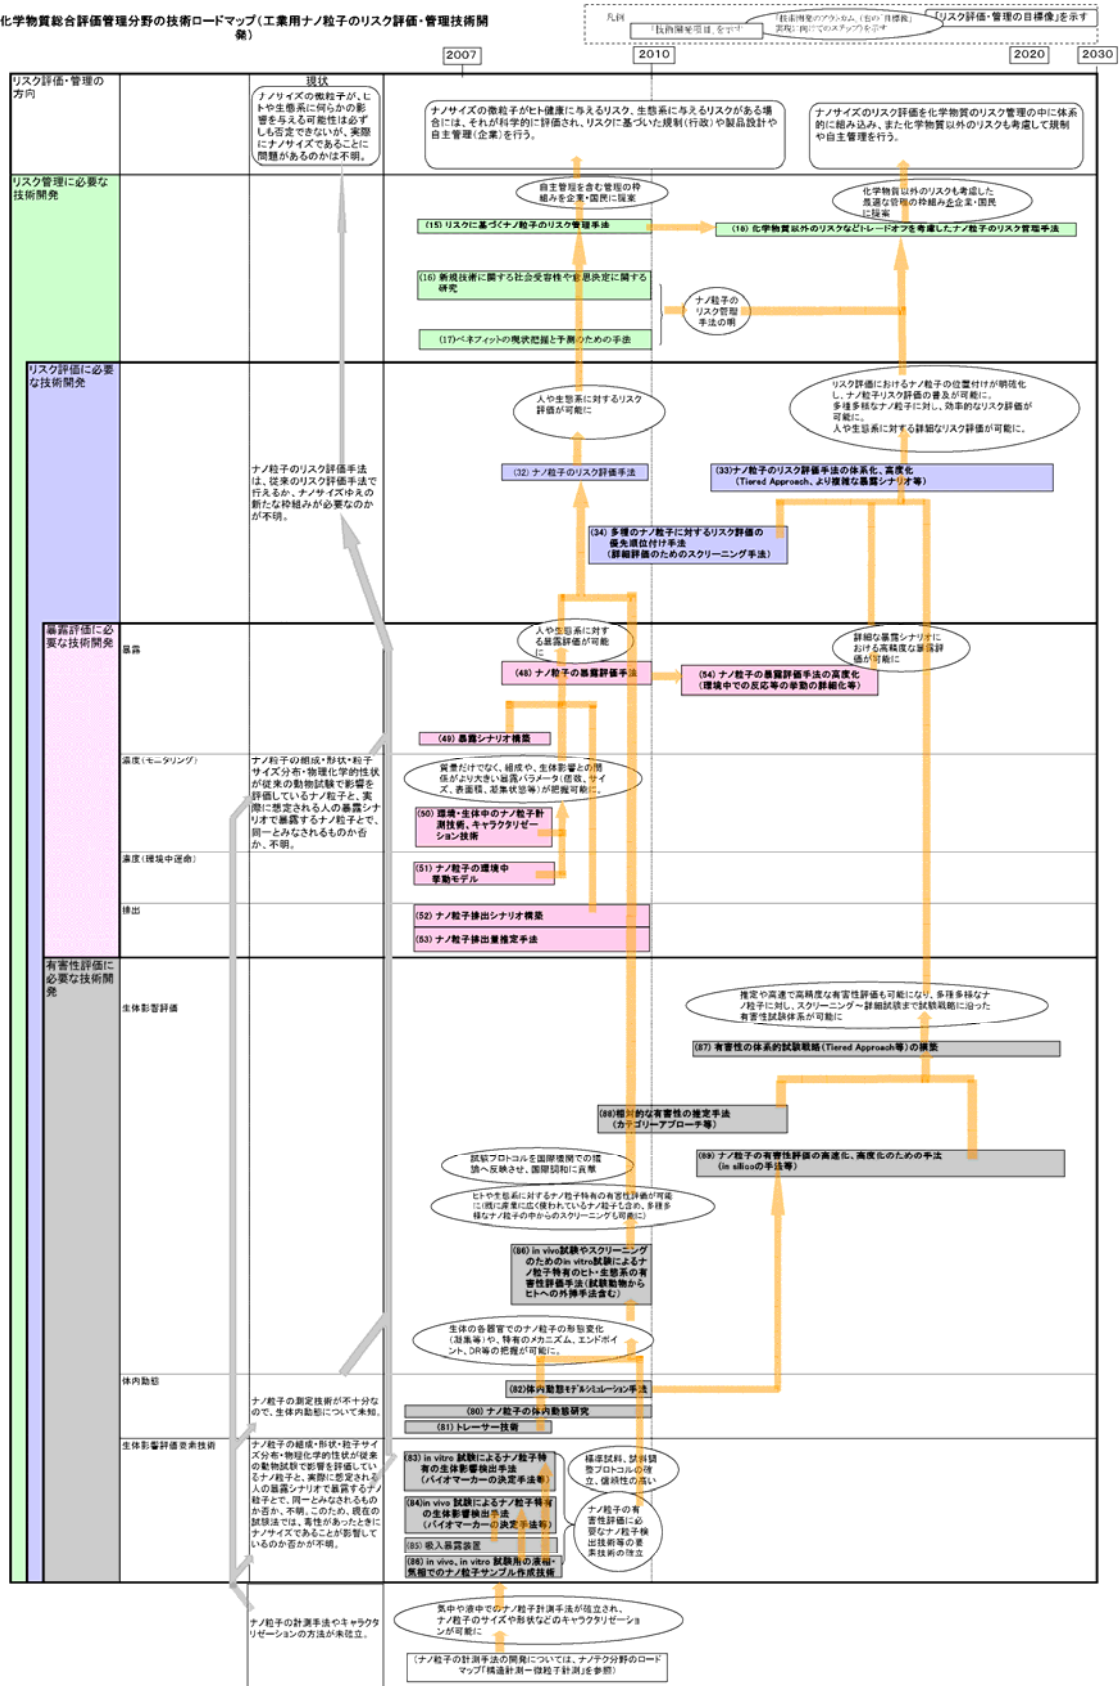 化学物質総合評価管理分野の技術ロードマップ(工業用ナノ粒子のリスク評価・管理技術開
発)
凡例
「技術開発項目」を示す
「リスク評価・管理の目標像」を示す
2007
2010
2020
2030
リスク評価・管理の
方向
現状
ナノサイズの微粒子が、ヒ
トや生態系に何らかの影
響を与える可能性は必ず
しも否定できないが、実際
にナノサイズであることに
問題があるのかは不明。
ナノサイズの微粒子がヒト健康に与えるリスク、生態系に与えるリスクがある場
合には、それが科学的に評価され、リスクに基づいた規制(行政)や製品設計や
自主管理(企業)を行う。
ナノサイズのリスク評価を化学物質のリスク管理の中に体系
的に組み込み、また化学物質以外のリスクも考慮して規制
や自主管理を行う。
リスク管理に必要な
技術開発
自主管理を含む管理の枠
組みを企業・国民に提案
化学物質以外のリスクも考慮した
最適な管理の枠組みを企業・国民
に提案
(15) リスクに基づくナノ粒子のリスク管理手法
(18) 化学物質以外のリスクなどトレードオフを考慮したナノ粒子のリスク管理手法
(16) 新規技術に関する社会受容性や意思決定に関する
研究
ナノ粒子の
リスク管理
手法の明
(17)ベネフィットの現状把握と予測のための手法
リスク評価に必要
な技術開発
人や生態系に対するリスク
評価が可能に
リスク評価におけるナノ粒子の位置付けが明確化
し、ナノ粒子リスク評価の普及が可能に。
多種多様なナノ粒子に対し、効率的なリスク評価が
可能に。
人や生態系に対する詳細なリスク評価が可能に。
ナノ粒子のリスク評価手法
は、従来のリスク評価手法で
行えるか、ナノサイズゆえの
新たな枠組みが必要なのか
が不明。
(32) ナノ粒子のリスク評価手法
(33)ナノ粒子のリスク評価手法の体系化、高度化
(Tiered Approach、より複雑な暴露シナリオ等)
(34) 多種のナノ粒子に対するリスク評価の
優先順位付け手法
(詳細評価のためのスクリーニング手法)
暴露評価に必
要な技術開発
暴露
人や生態系に対す
る暴露評価が可能
に
詳細な暴露シナリオに
おける高精度な暴露評
価が可能に
(48) ナノ粒子の暴露評価手法
(54) ナノ粒子の暴露評価手法の高度化
(環境中での反応等の挙動の詳細化等)
(49) 暴露シナリオ構築
濃度(モニタリング)
ナノ粒子の組成・形状・粒子
サイズ分布・物理化学的性状
が従来の動物試験で影響を
評価しているナノ粒子と、実
際に想定される人の暴露シナ
リオで暴露するナノ粒子とで、
同一とみなされるものか否
か、不明。
質量だけでなく、組成や、生体影響との関
係がより大きい暴露パラメータ(個数、サイ
ズ、表面積、凝集状態等)が把握可能に。
(50) 環境・生体中のナノ粒子計
測技術、キャラクタリゼー
ション技術
濃度(環境中運命)
(51) ナノ粒子の環境中
挙動モデル
排出
(52) ナノ粒子排出シナリオ構築
(53) ナノ粒子排出量推定手法
有害性評価に
必要な技術開
発
生体影響評価
推定や高速で高精度な有害性評価も可能になり、多種多様なナ
ノ粒子に対し、スクリーニング～詳細試験まで試験戦略に沿った
有害性試験体系が可能に
(87) 有害性の体系的試験戦略(Tiered Approach等)の構築
(88)相対的な有害性の推定手法
(カテゴリーアプローチ等)
(89) ナノ粒子の有害性評価の高速化、高度化のための手法
(in silicoの手法等)
試験プロトコルを国際機関での議
論へ反映させ、国際調和に貢献
ヒトや生態系に対するナノ粒子特有の有害性評価が可能
に(既に産業に広く使われているナノ粒子も含め、多種多
様なナノ粒子の中からのスクリーニングも可能に)
(86) in vivo試験やスクリーニング
のためのin vitro試験によるナ
ノ粒子特有のヒト・生態系の有
害性評価手法(試験動物から
ヒトへの外挿手法含む)
生体の各器官でのナノ粒子の形態変化
(凝集等)や、特有のメカニズム、エンドポイ
ント、DR等の把握が可能に。
体内動態
ナノ粒子の測定技術が不十分な
ので、生体内動態について未知。
(82)体内動態モデルシミュレーション手法
(80) ナノ粒子の体内動態研究
(81) トレーサー技術
生体影響評価要素技術
ナノ粒子の組成・形状・粒子サイ
ズ分布・物理化学的性状が従来
の動物試験で影響を評価してい
るナノ粒子と、実際に想定される
人の暴露シナリオで暴露するナノ
粒子とで、同一とみなされるもの
か否か、不明。このため、現在の
試験法では、毒性があったときに
ナノサイズであることが影響して
いるのか否かが不明。
(83) in vitro 試験によるナノ粒子特
有の生体影響検出手法
(バイオマーカーの決定手法等)
標準試料、試料調
整プロトコルの確
立、信頼性の高い
(84)in vivo 試験によるナノ粒子特有
の生体影響検出手法
(バイオマーカーの決定手法等)
ナノ粒子の有
害性評価に必
要なナノ粒子検
出技術等の要
素技術の確立
(85) 吸入暴露装置
(86) in vivo、in vitro 試験用の液相・
気相でのナノ粒子サンプル作成技術
ナノ粒子の計測手法やキャラクタ
リゼーションの方法が未確立。
気中や液中でのナノ粒子計測手法が確立され、
ナノ粒子のサイズや形状などのキャラクタリゼーショ
ンが可能に
(ナノ粒子の計測手法の開発については、ナノテク分野のロード
マップ「構造計測ー微粒子計測」を参照)